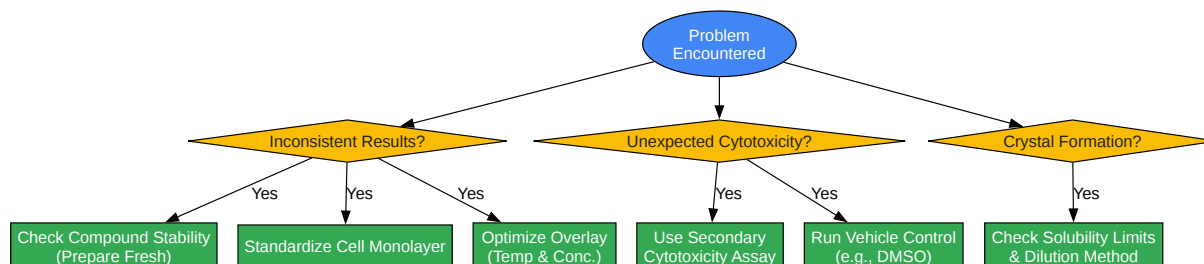 Problem
Encountered
Inconsistent Results?
Unexpected Cytotoxicity?
Crystal Formation?
Yes
Yes
Yes
Yes
Yes
Yes
Check Compound Stability
(Prepare Fresh)
Standardize Cell Monolayer
Optimize Overlay
(Temp & Conc.)
Use Secondary
Cytotoxicity Assay
Run Vehicle Control
(e.g., DMSO)
Check Solubility Limits
& Dilution Method